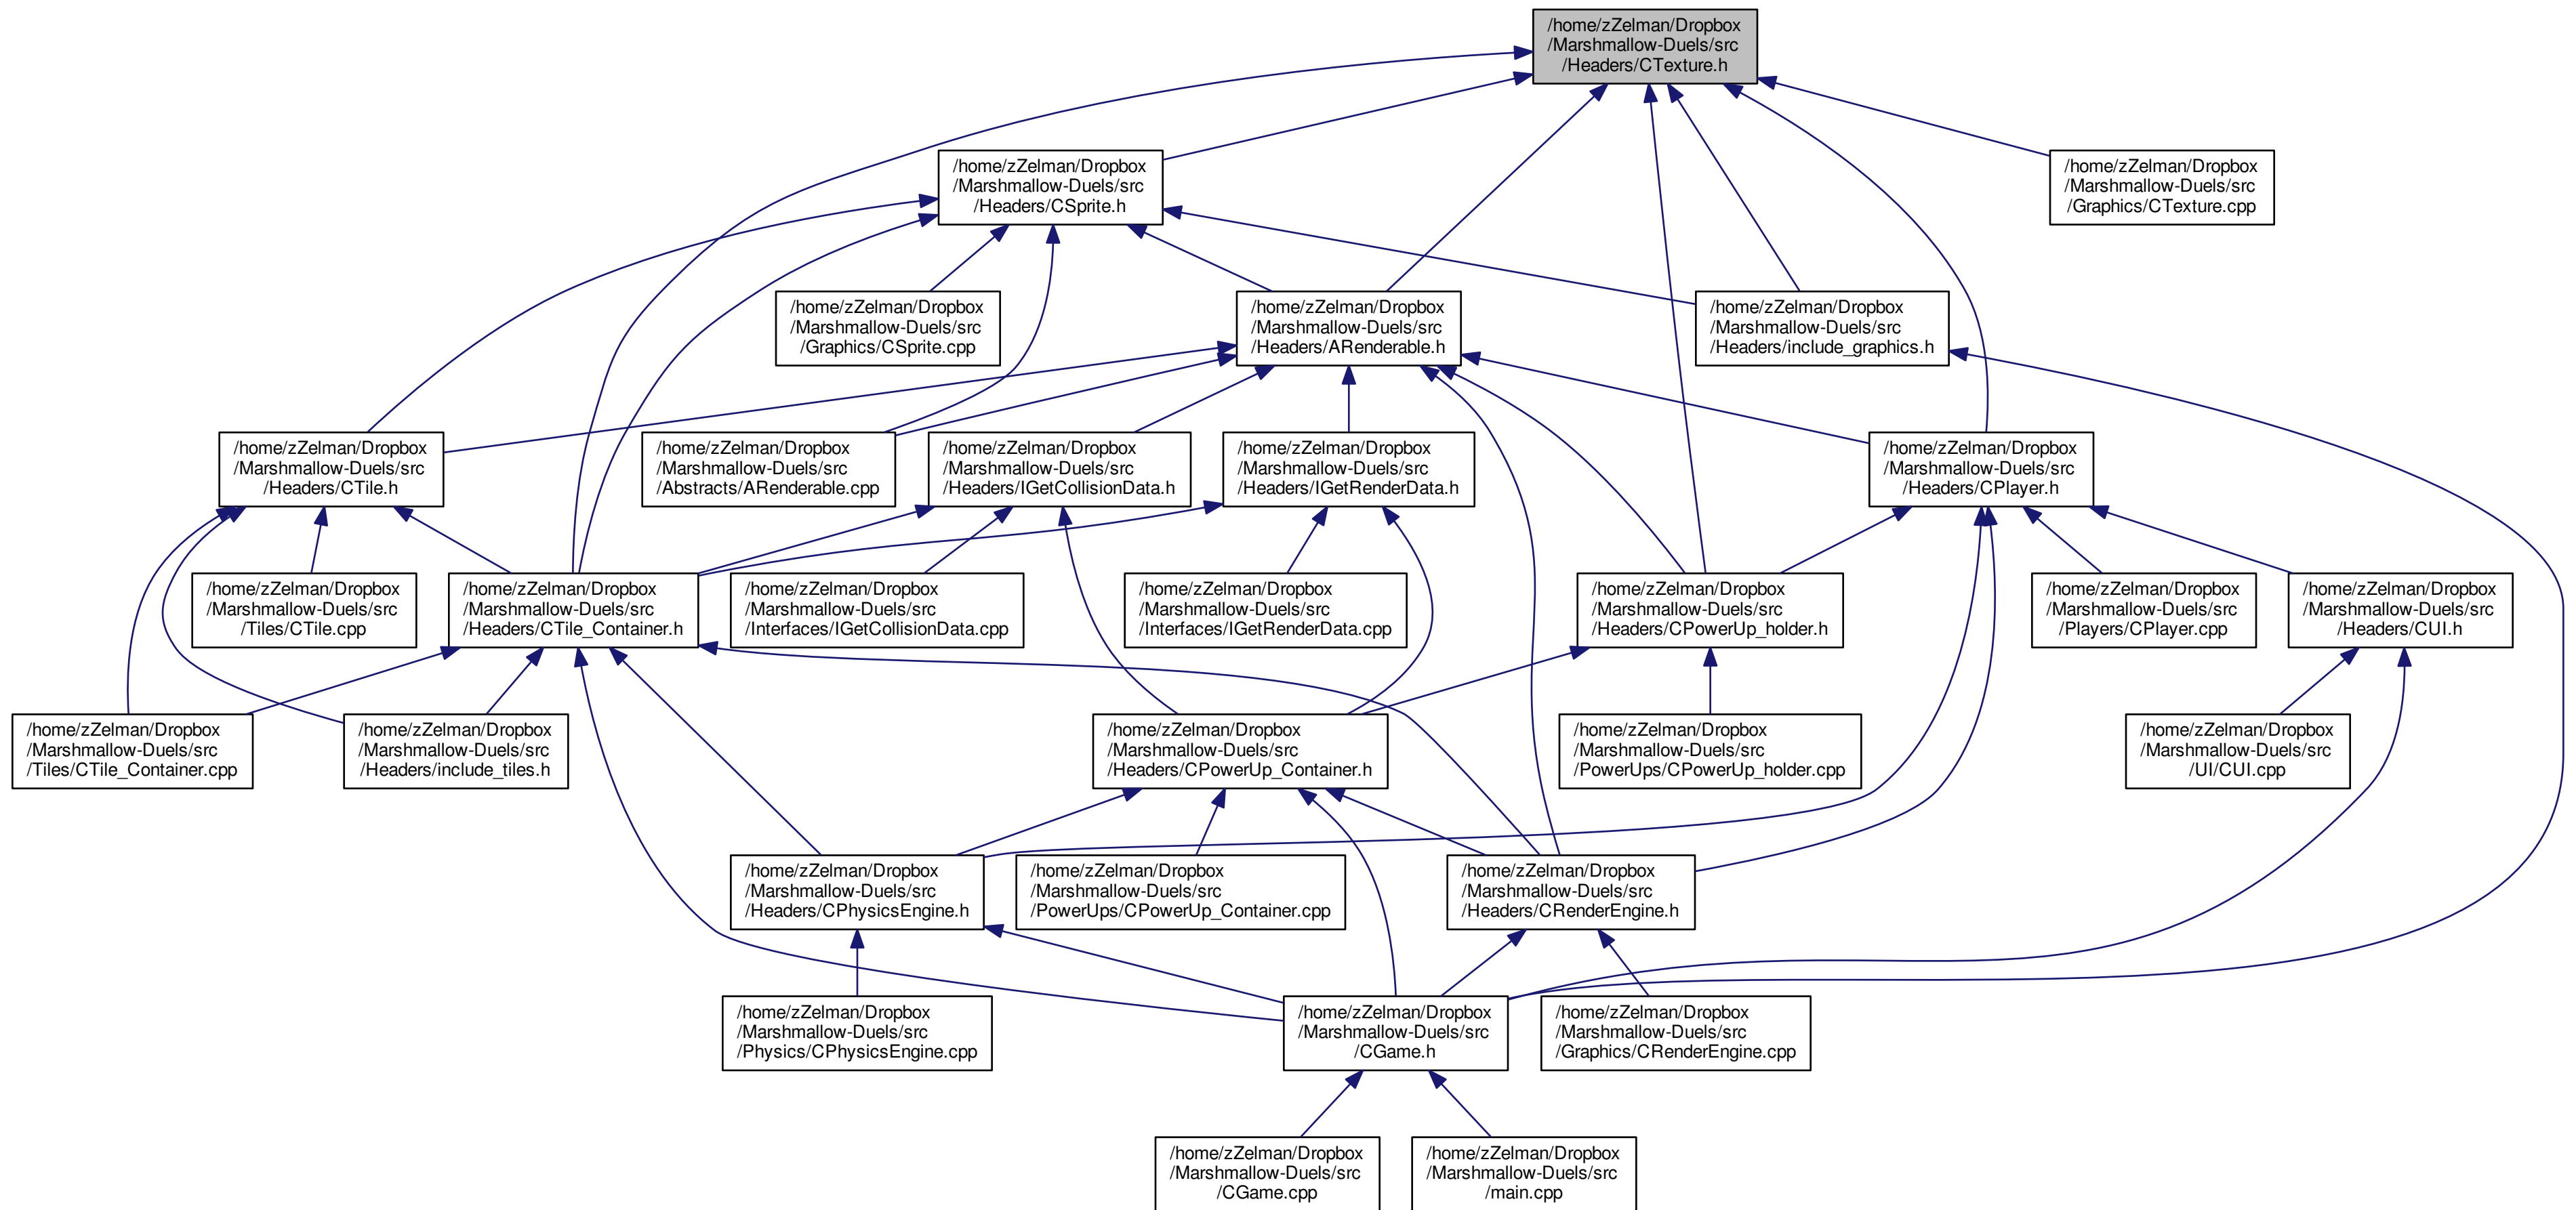 /home/zZelman/Dropbox
/Marshmallow-Duels/src
/Headers/CTexture.h
/home/zZelman/Dropbox
/Marshmallow-Duels/src
/Headers/CSprite.h
/home/zZelman/Dropbox
/Marshmallow-Duels/src
/Graphics/CTexture.cpp
/home/zZelman/Dropbox
/Marshmallow-Duels/src
/Graphics/CSprite.cpp
/home/zZelman/Dropbox
/Marshmallow-Duels/src
/Headers/ARenderable.h
/home/zZelman/Dropbox
/Marshmallow-Duels/src
/Headers/include_graphics.h
/home/zZelman/Dropbox
/Marshmallow-Duels/src
/Headers/CTile.h
/home/zZelman/Dropbox
/Marshmallow-Duels/src
/Abstracts/ARenderable.cpp
/home/zZelman/Dropbox
/Marshmallow-Duels/src
/Headers/IGetCollisionData.h
/home/zZelman/Dropbox
/Marshmallow-Duels/src
/Headers/IGetRenderData.h
/home/zZelman/Dropbox
/Marshmallow-Duels/src
/Headers/CPlayer.h
/home/zZelman/Dropbox
/Marshmallow-Duels/src
/Tiles/CTile.cpp
/home/zZelman/Dropbox
/Marshmallow-Duels/src
/Headers/CTile_Container.h
/home/zZelman/Dropbox
/Marshmallow-Duels/src
/Interfaces/IGetCollisionData.cpp
/home/zZelman/Dropbox
/Marshmallow-Duels/src
/Interfaces/IGetRenderData.cpp
/home/zZelman/Dropbox
/Marshmallow-Duels/src
/Headers/CPowerUp_holder.h
/home/zZelman/Dropbox
/Marshmallow-Duels/src
/Players/CPlayer.cpp
/home/zZelman/Dropbox
/Marshmallow-Duels/src
/Headers/CUI.h
/home/zZelman/Dropbox
/Marshmallow-Duels/src
/Tiles/CTile_Container.cpp
/home/zZelman/Dropbox
/Marshmallow-Duels/src
/Headers/include_tiles.h
/home/zZelman/Dropbox
/Marshmallow-Duels/src
/Headers/CPowerUp_Container.h
/home/zZelman/Dropbox
/Marshmallow-Duels/src
/PowerUps/CPowerUp_holder.cpp
/home/zZelman/Dropbox
/Marshmallow-Duels/src
/UI/CUI.cpp
/home/zZelman/Dropbox
/Marshmallow-Duels/src
/Headers/CPhysicsEngine.h
/home/zZelman/Dropbox
/Marshmallow-Duels/src
/PowerUps/CPowerUp_Container.cpp
/home/zZelman/Dropbox
/Marshmallow-Duels/src
/Headers/CRenderEngine.h
/home/zZelman/Dropbox
/Marshmallow-Duels/src
/Physics/CPhysicsEngine.cpp
/home/zZelman/Dropbox
/Marshmallow-Duels/src
/CGame.h
/home/zZelman/Dropbox
/Marshmallow-Duels/src
/Graphics/CRenderEngine.cpp
/home/zZelman/Dropbox
/Marshmallow-Duels/src
/CGame.cpp
/home/zZelman/Dropbox
/Marshmallow-Duels/src
/main.cpp